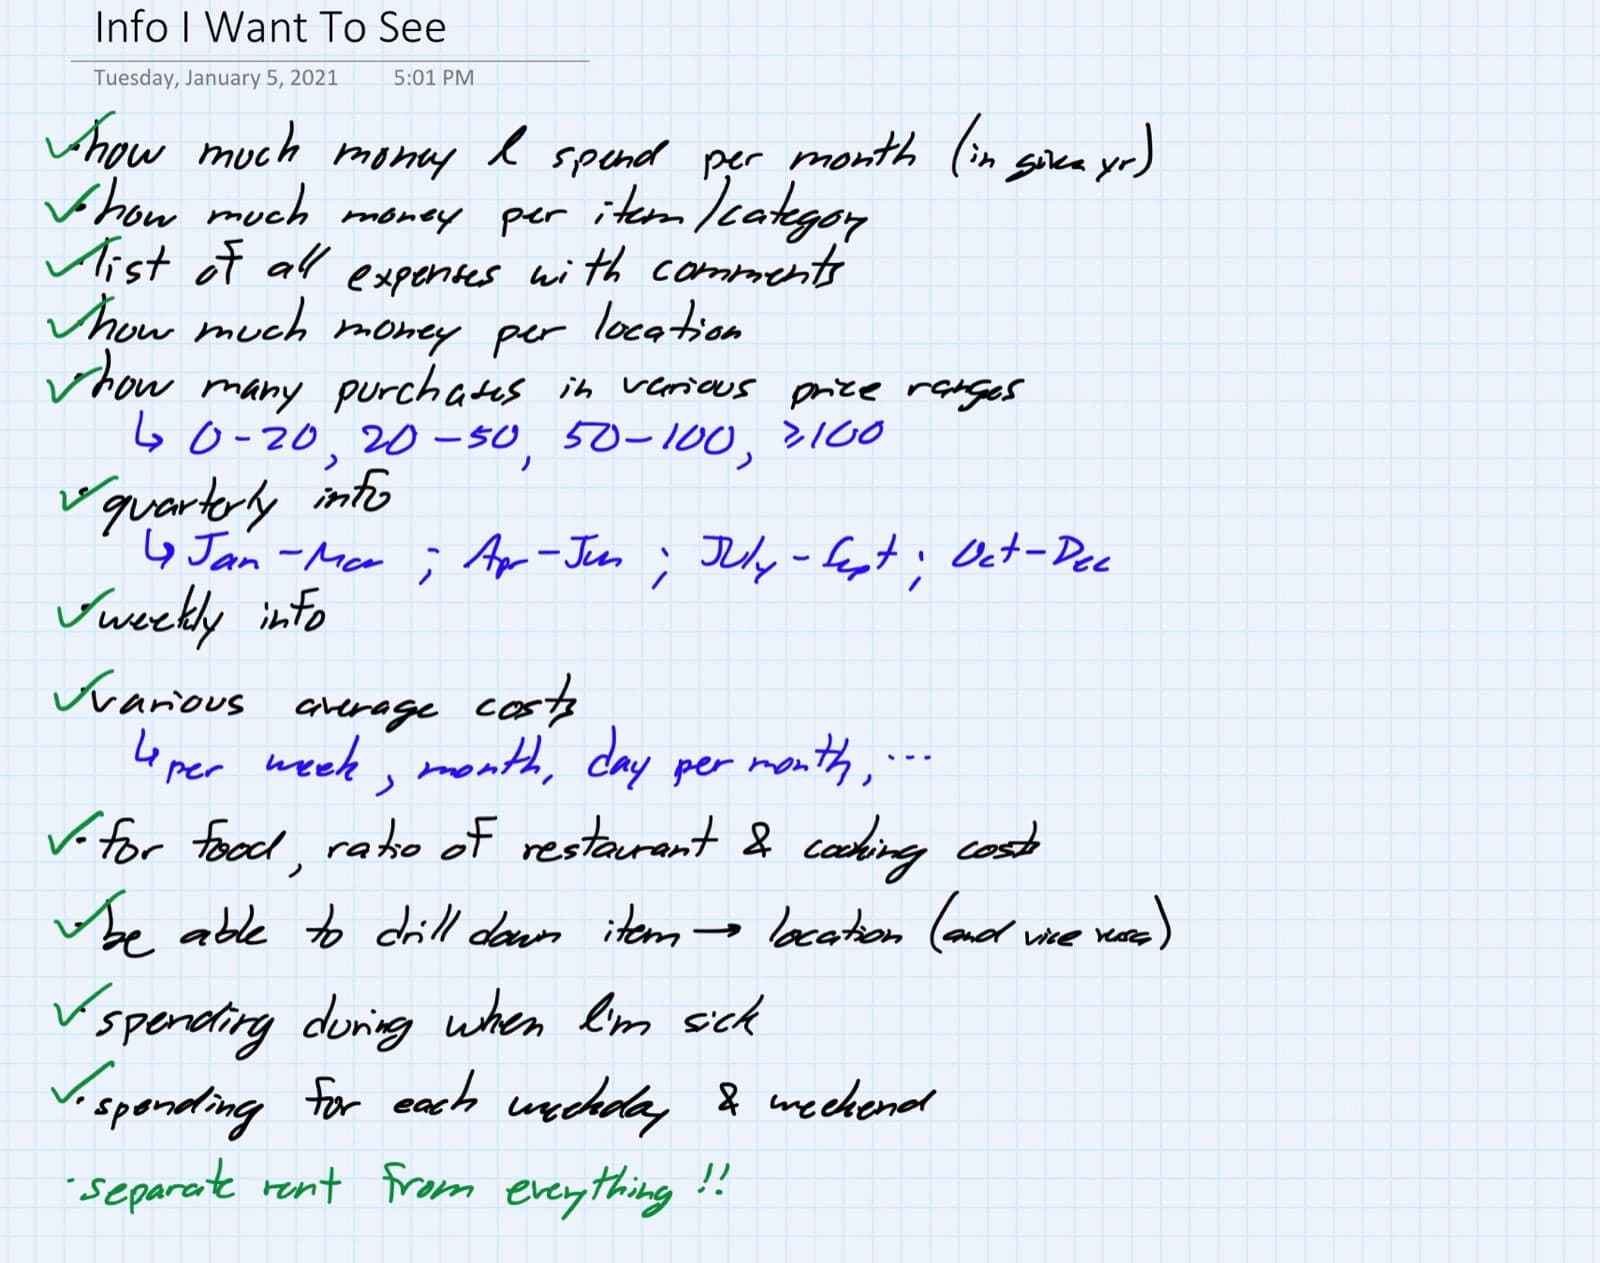 Info I Want To See
Tuesday, January 5, 2021 5:01 PM
✓·how much money I spend per month (in given yr)
✓·how much money per item/category
✓·list of all expenses with comments
✓·how much money per location
✓·how many purchases in various price ranges
↳ 0-20, 20-50, 50-100, ≥100
✓·quarterly info
↳ Jan-Mar ; Apr-Jun ; July-Sept ; Oct-Dec
✓·weekly info
✓·various average costs
↳ per week, month, day per month, ...
✓·for food, ratio of restaurant & cooking costs
✓·be able to drill down item → location (and vice versa)
✓·spending during when I'm sick
✓·spending for each weekday & weekend
·separate rent from everything !!